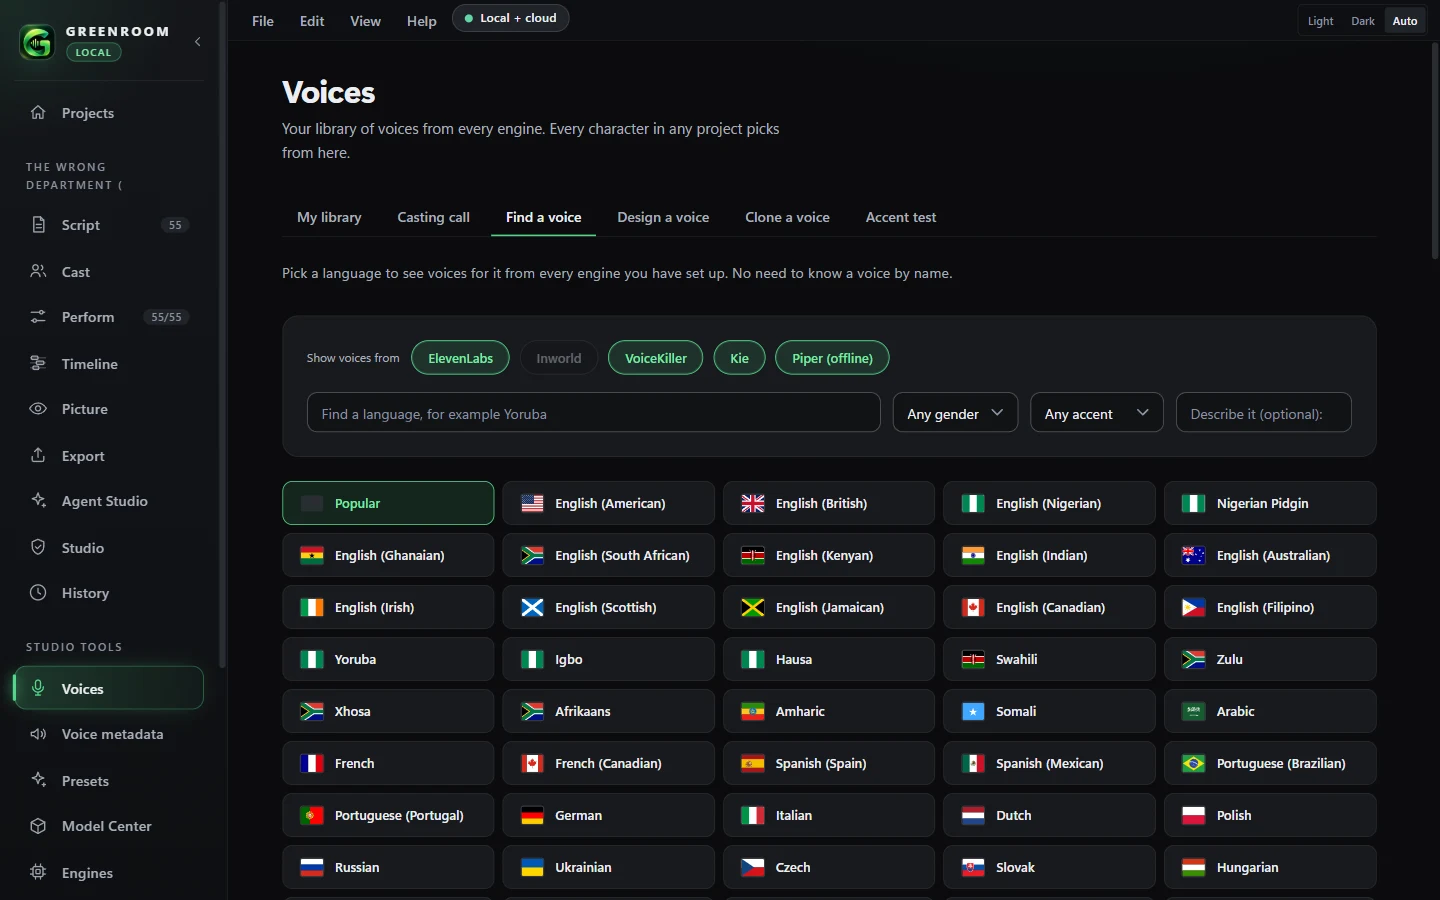 GREENROOM
LOCAL
Projects
THE WRONG
DEPARTMENT (
Script 55
Cast
Perform 55/55
Timeline
Picture
Export
Agent Studio
Studio
History
STUDIO TOOLS
Voices
Voice metadata
Presets
Model Center
Engines
File Edit View Help Local + cloud
Light Dark Auto
Voices
Your library of voices from every engine. Every character in any project picks
from here.
My library Casting call Find a voice Design a voice Clone a voice Accent test
Pick a language to see voices for it from every engine you have set up. No need to know a voice by name.
Show voices from ElevenLabs Inworld VoiceKiller Kie Piper (offline)
Find a language, for example Yoruba Any gender Any accent Describe it (optional):
Popular English (American) English (British) English (Nigerian) Nigerian Pidgin
English (Ghanaian) English (South African) English (Kenyan) English (Indian) English (Australian)
English (Irish) English (Scottish) English (Jamaican) English (Canadian) English (Filipino)
Yoruba Igbo Hausa Swahili Zulu
Xhosa Afrikaans Amharic Somali Arabic
French French (Canadian) Spanish (Spain) Spanish (Mexican) Portuguese (Brazilian)
Portuguese (Portugal) German Italian Dutch Polish
Russian Ukrainian Czech Slovak Hungarian